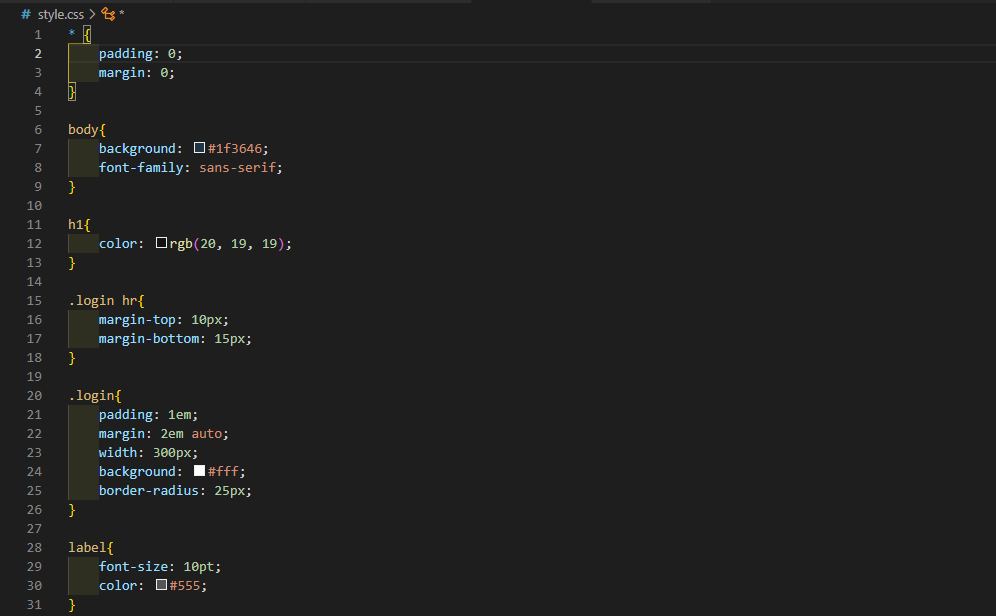 # style.css > *
1 * {
2 padding: 0;
3 margin: 0;
4 }
5
6 body{
7 background: #1f3646;
8 font-family: sans-serif;
9 }
10
11 h1{
12 color: rgb(20, 19, 19);
13 }
14
15 .login hr{
16 margin-top: 10px;
17 margin-bottom: 15px;
18 }
19
20 .login{
21 padding: 1em;
22 margin: 2em auto;
23 width: 300px;
24 background: #fff;
25 border-radius: 25px;
26 }
27
28 label{
29 font-size: 10pt;
30 color: #555;
31 }